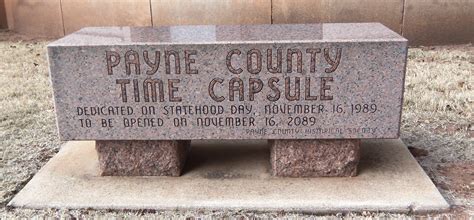 PAYNE COUNTY
TIME CAPSULE
DEDICATED ON STATEHOOD DAY, NOVEMBER 16, 1989.
TO BE OPENED ON NOVEMBER 16, 2089
PAYNE COUNTY HISTORICAL SOCIETY